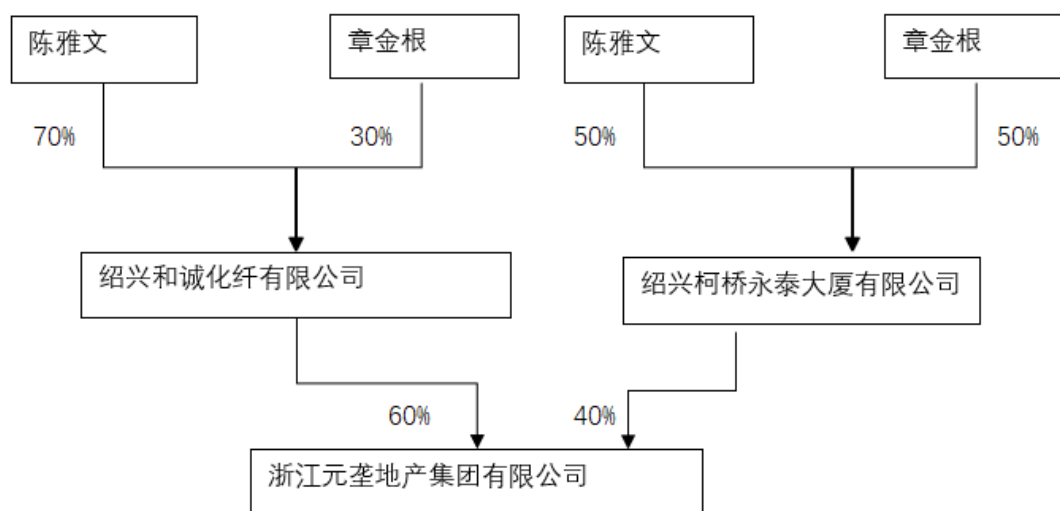 陈雅文
章金根
陈雅文
章金根
70%
30%
50%
50%
绍兴和诚化纤有限公司
绍兴柯桥永泰大厦有限公司
60%
40%
浙江元垄地产集团有限公司